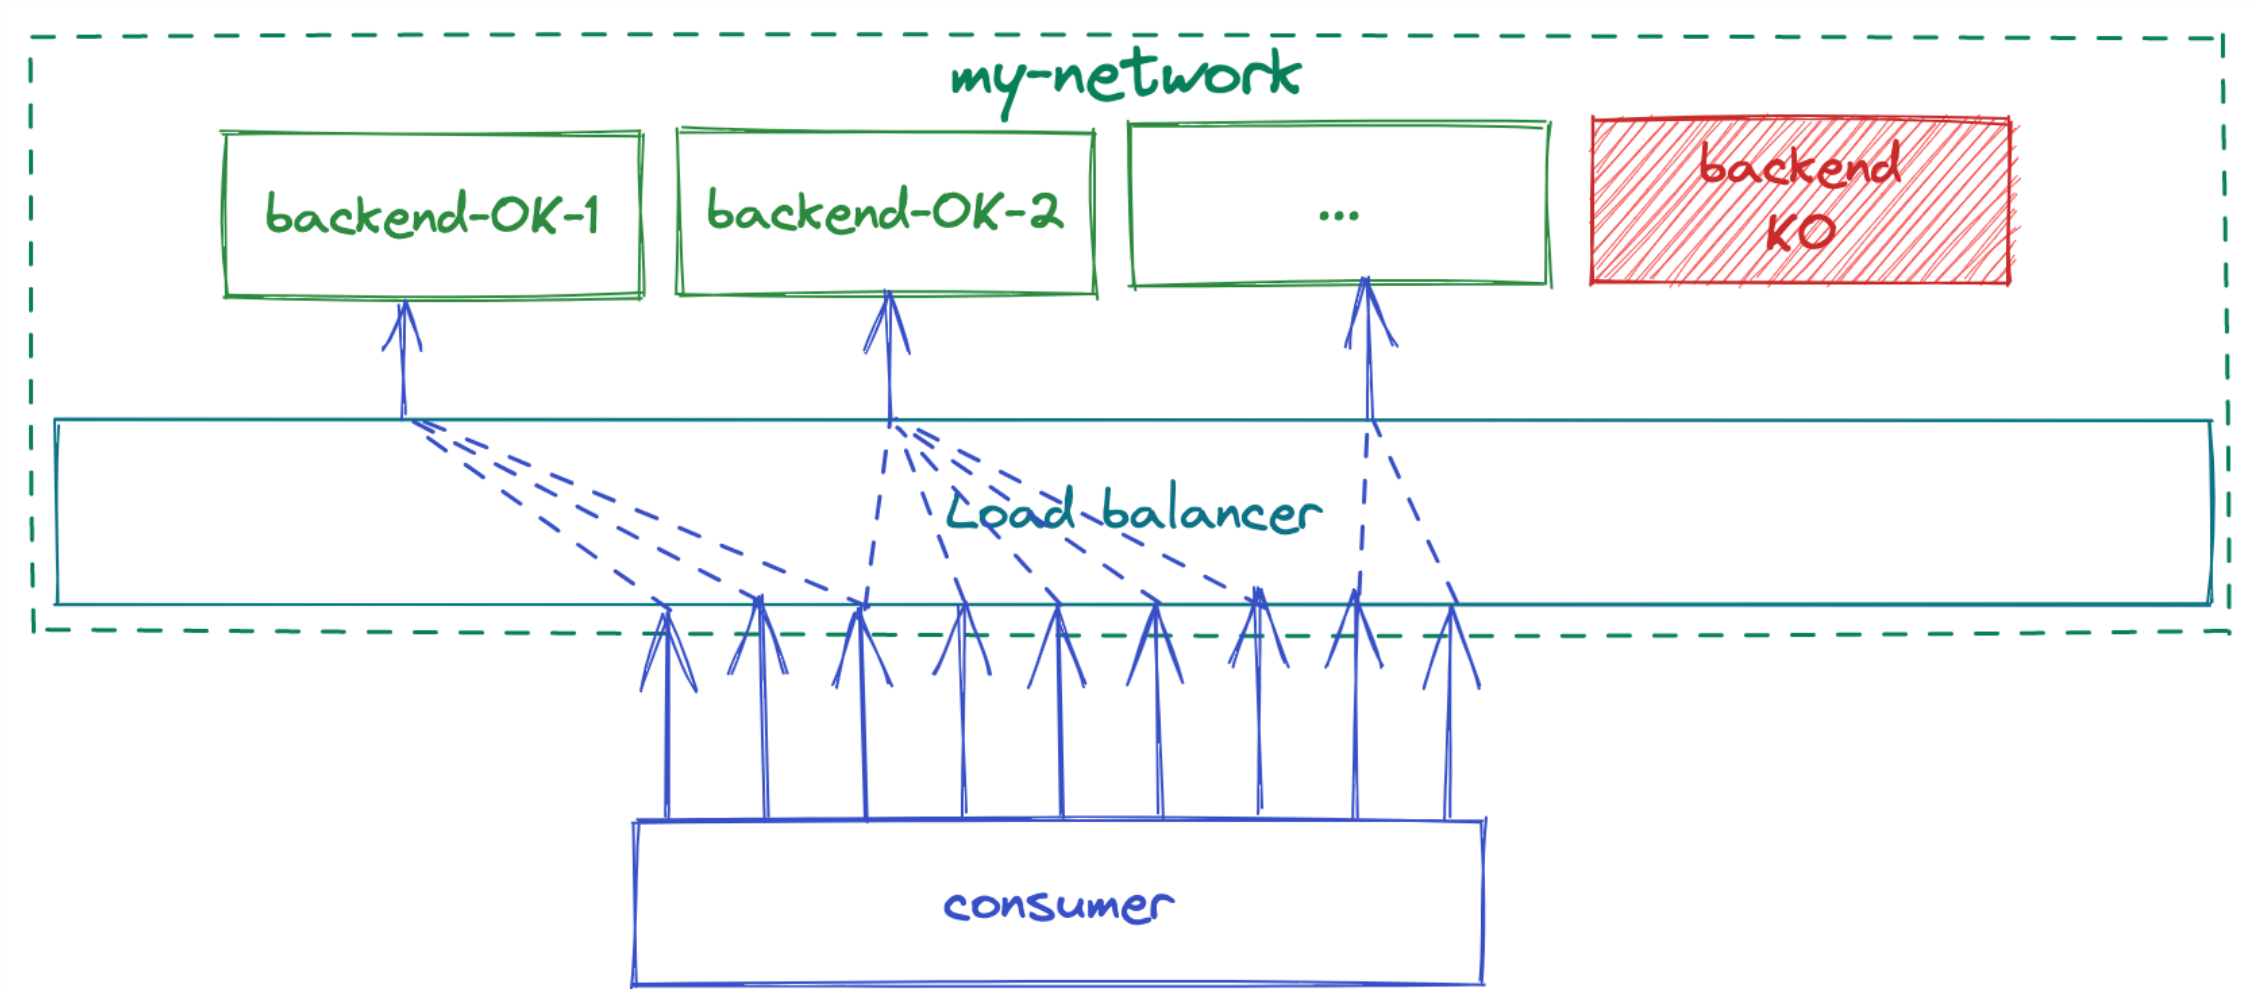 my-network
backend-OK-1
backend-OK-2
...
backend
KO
Load balancer
consumer